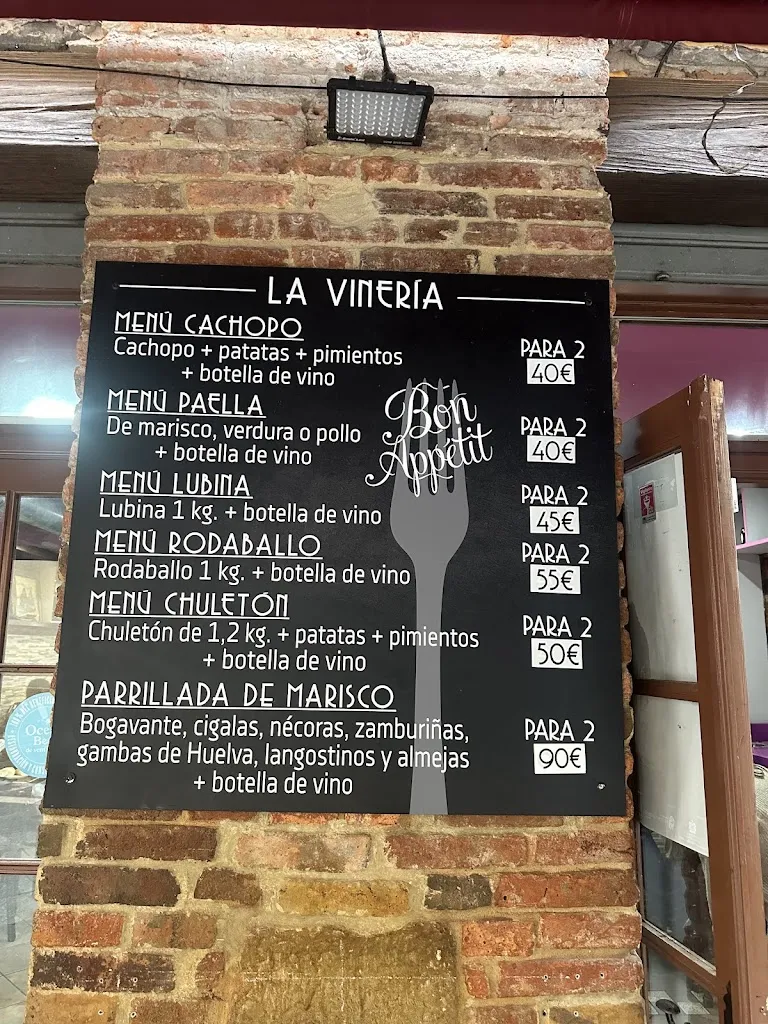 LA VINERÍA
MENÚ CACHOPO
Cachopo + patatas + pimientos
+ botella de vino
PARA 2
40€
MENÚ PAELLA
De marisco, verdura o pollo
+ botella de vino
PARA 2
40€
Bon
Appétit
MENÚ LUBINA
Lubina 1 kg. + botella de vino
PARA 2
45€
MENÚ RODABALLO
Rodaballo 1 kg. + botella de vino
PARA 2
55€
MENÚ CHULETÓN
Chuletón de 1,2 kg. + patatas + pimientos
+ botella de vino
PARA 2
50€
PARRILLADA DE MARISCO
Bogavante, cigalas, nécoras, zamburiñas,
gambas de Huelva, langostinos y almejas
+ botella de vino
PARA 2
90€